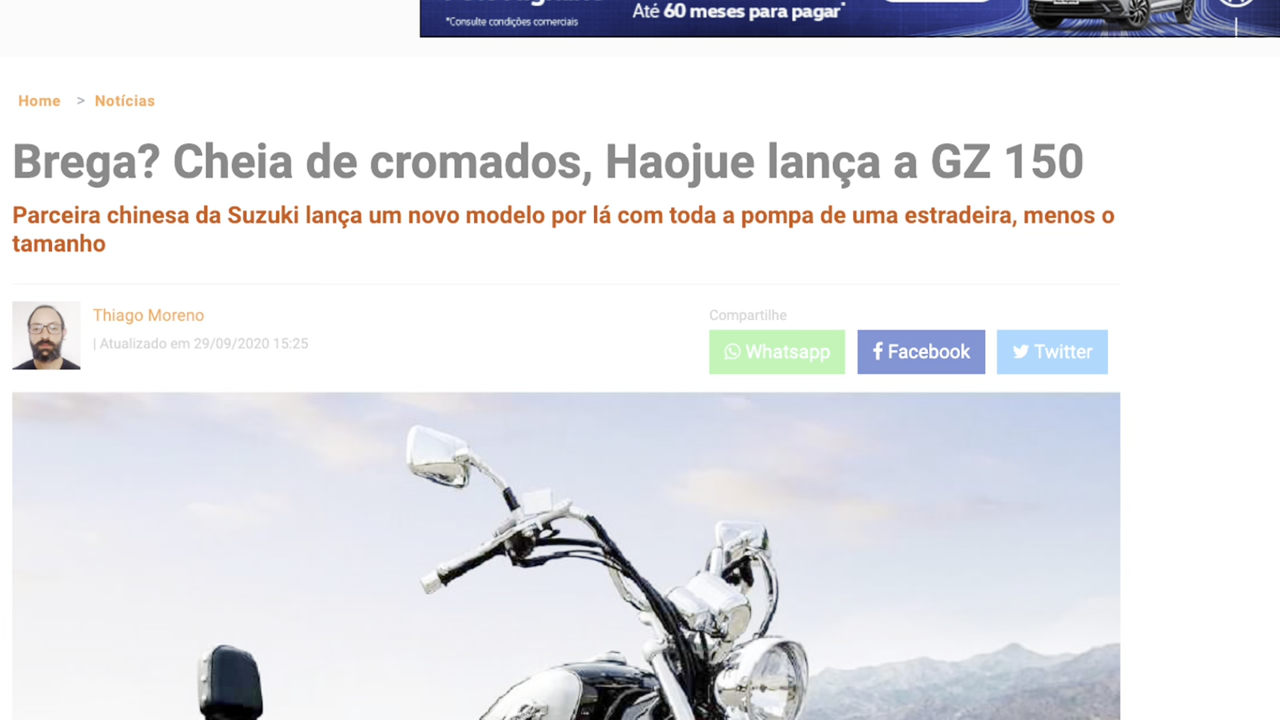 Até 60 meses para pagar*
*Consulte condições comerciais
Home > Notícias
Brega? Cheia de cromados, Haojue lança a GZ 150
Parceira chinesa da Suzuki lança um novo modelo por lá com toda a pompa de uma estradeira, menos o
tamanho
Thiago Moreno
| Atualizado em 29/09/2020 15:25
Compartilhe
Whatsapp
Facebook
Twitter